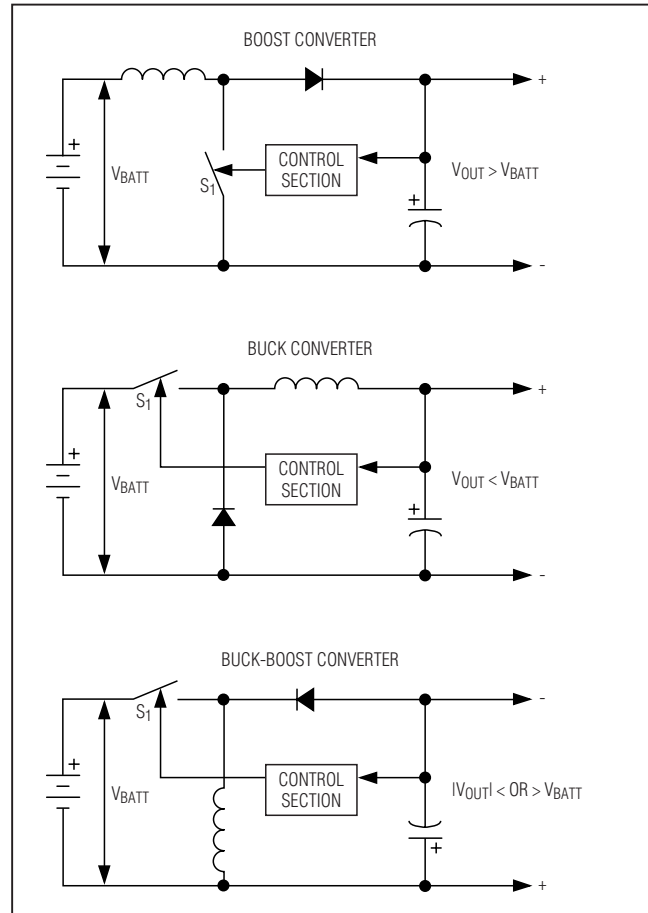 BOOST CONVERTER
+
+
VBATT
S1
CONTROL
SECTION
VOUT > VBATT
+
-
BUCK CONVERTER
+
S1
+
VBATT
CONTROL
SECTION
VOUT < VBATT
+
-
BUCK-BOOST CONVERTER
-
S1
+
VBATT
CONTROL
SECTION
|VOUT| < OR > VBATT
+
+